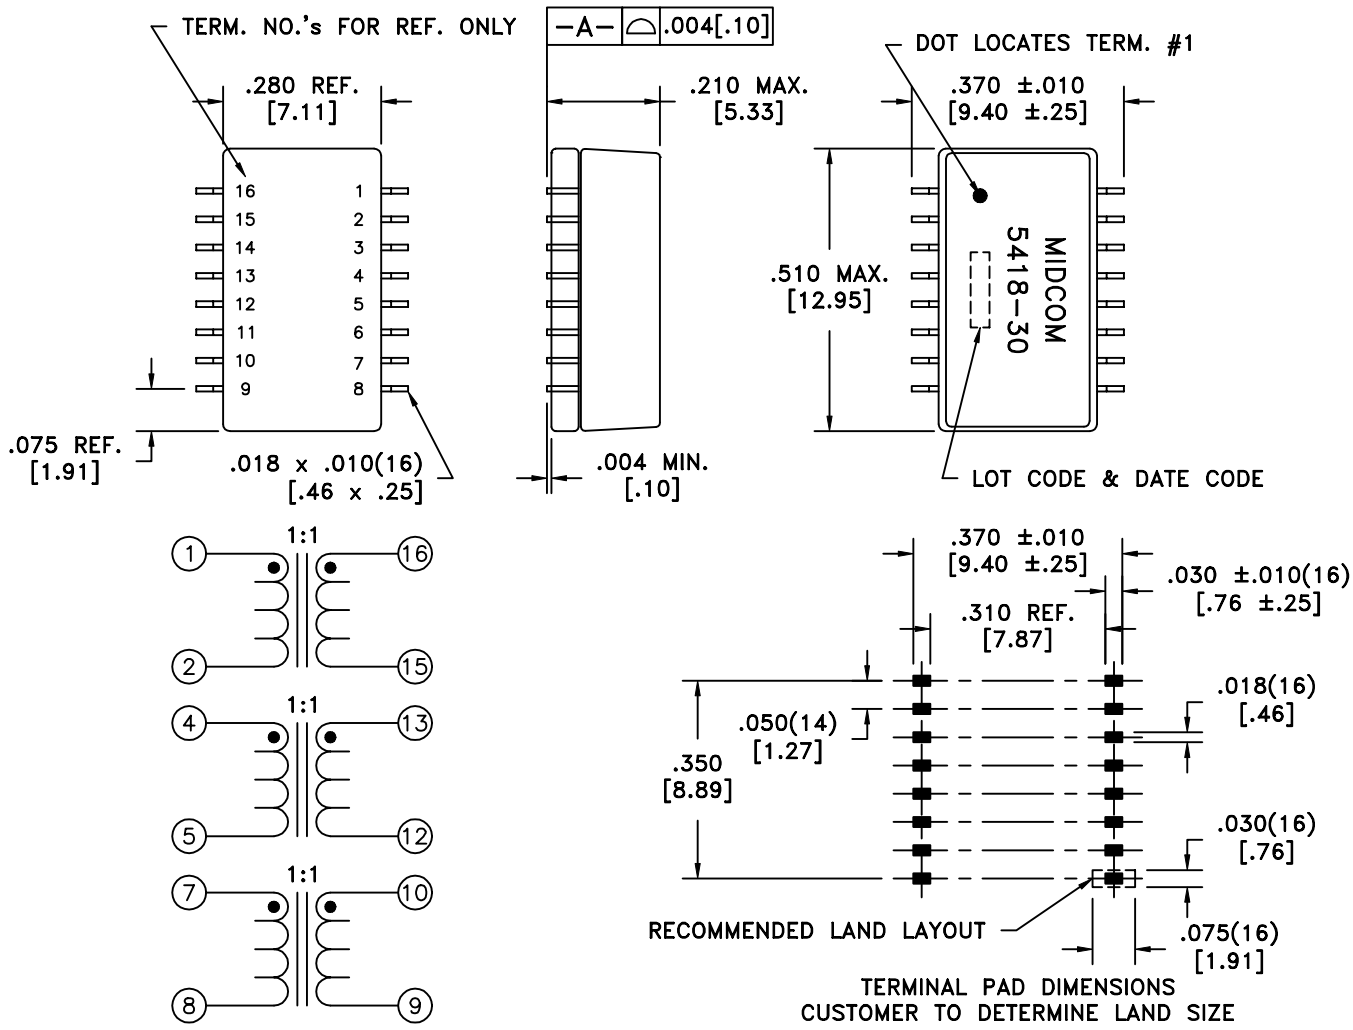 TERM. NO.'s FOR REF. ONLY
-A- .004[.10]
DOT LOCATES TERM. #1
.280 REF.
[7.11]
.210 MAX.
[5.33]
.370 ±.010
[9.40 ±.25]
16 1
15 2
14 3
13 4
12 5
11 6
10 7
9 8
.075 REF.
[1.91]
.018 x .010(16)
[.46 x .25]
.004 MIN.
[.10]
.510 MAX.
[12.95]
MIDCOM
5418-30
LOT CODE & DATE CODE
1:1
1 16
2 15
1:1
4 13
5 12
1:1
7 10
8 9
.370 ±.010
[9.40 ±.25]
.030 ±.010(16)
[.76 ±.25]
.310 REF.
[7.87]
.018(16)
[.46]
.050(14)
[1.27]
.350
[8.89]
.030(16)
[.76]
RECOMMENDED LAND LAYOUT
.075(16)
[1.91]
TERMINAL PAD DIMENSIONS
CUSTOMER TO DETERMINE LAND SIZE